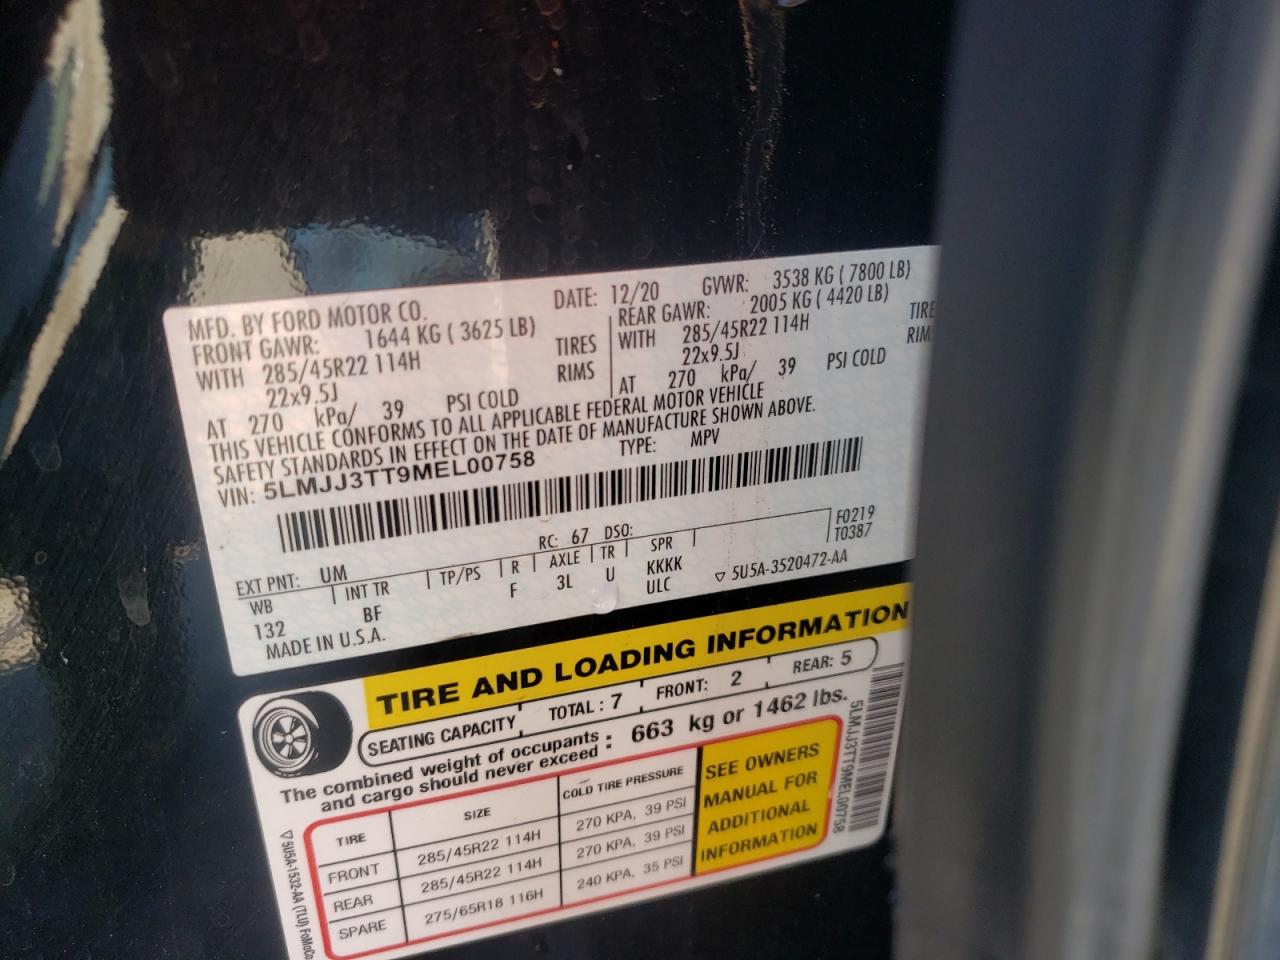 MFD. BY FORD MOTOR CO. DATE: 12/20 GVWR: 3538 KG ( 7800 LB)
FRONT GAWR: 1644 KG ( 3625 LB) REAR GAWR: 2005 KG ( 4420 LB)
WITH 285/45R22 114H TIRES WITH 285/45R22 114H TIRE
22x9.5J RIMS 22x9.5J RIM
AT 270 kPa/ 39 PSI COLD AT 270 kPa/ 39 PSI COLD
THIS VEHICLE CONFORMS TO ALL APPLICABLE FEDERAL MOTOR VEHICLE
SAFETY STANDARDS IN EFFECT ON THE DATE OF MANUFACTURE SHOWN ABOVE.
VIN: 5LMJJ3TT9MEL00758 TYPE: MPV
F0219
T0387
EXT PNT: UM RC: 67 DSO:
WB INT TR TP/PS R AXLE TR SPR
132 BF F 3L U KKKK
ULC
MADE IN U.S.A. ▽ 5U5A-3520472-AA
TIRE AND LOADING INFORMATION
SEATING CAPACITY TOTAL : 7 FRONT: 2 REAR: 5
The combined weight of occupants and cargo should never exceed : 663 kg or 1462 lbs.
TIRE SIZE COLD TIRE PRESSURE
FRONT 285/45R22 114H 270 KPA, 39 PSI
REAR 285/45R22 114H 270 KPA, 39 PSI
SPARE 275/65R18 116H 240 KPA, 35 PSI
SEE OWNERS
MANUAL FOR
ADDITIONAL
INFORMATION
5LMJJ3TT9MEL00758
▽ 5U5A-1532-AA (TLU) FoMoCo